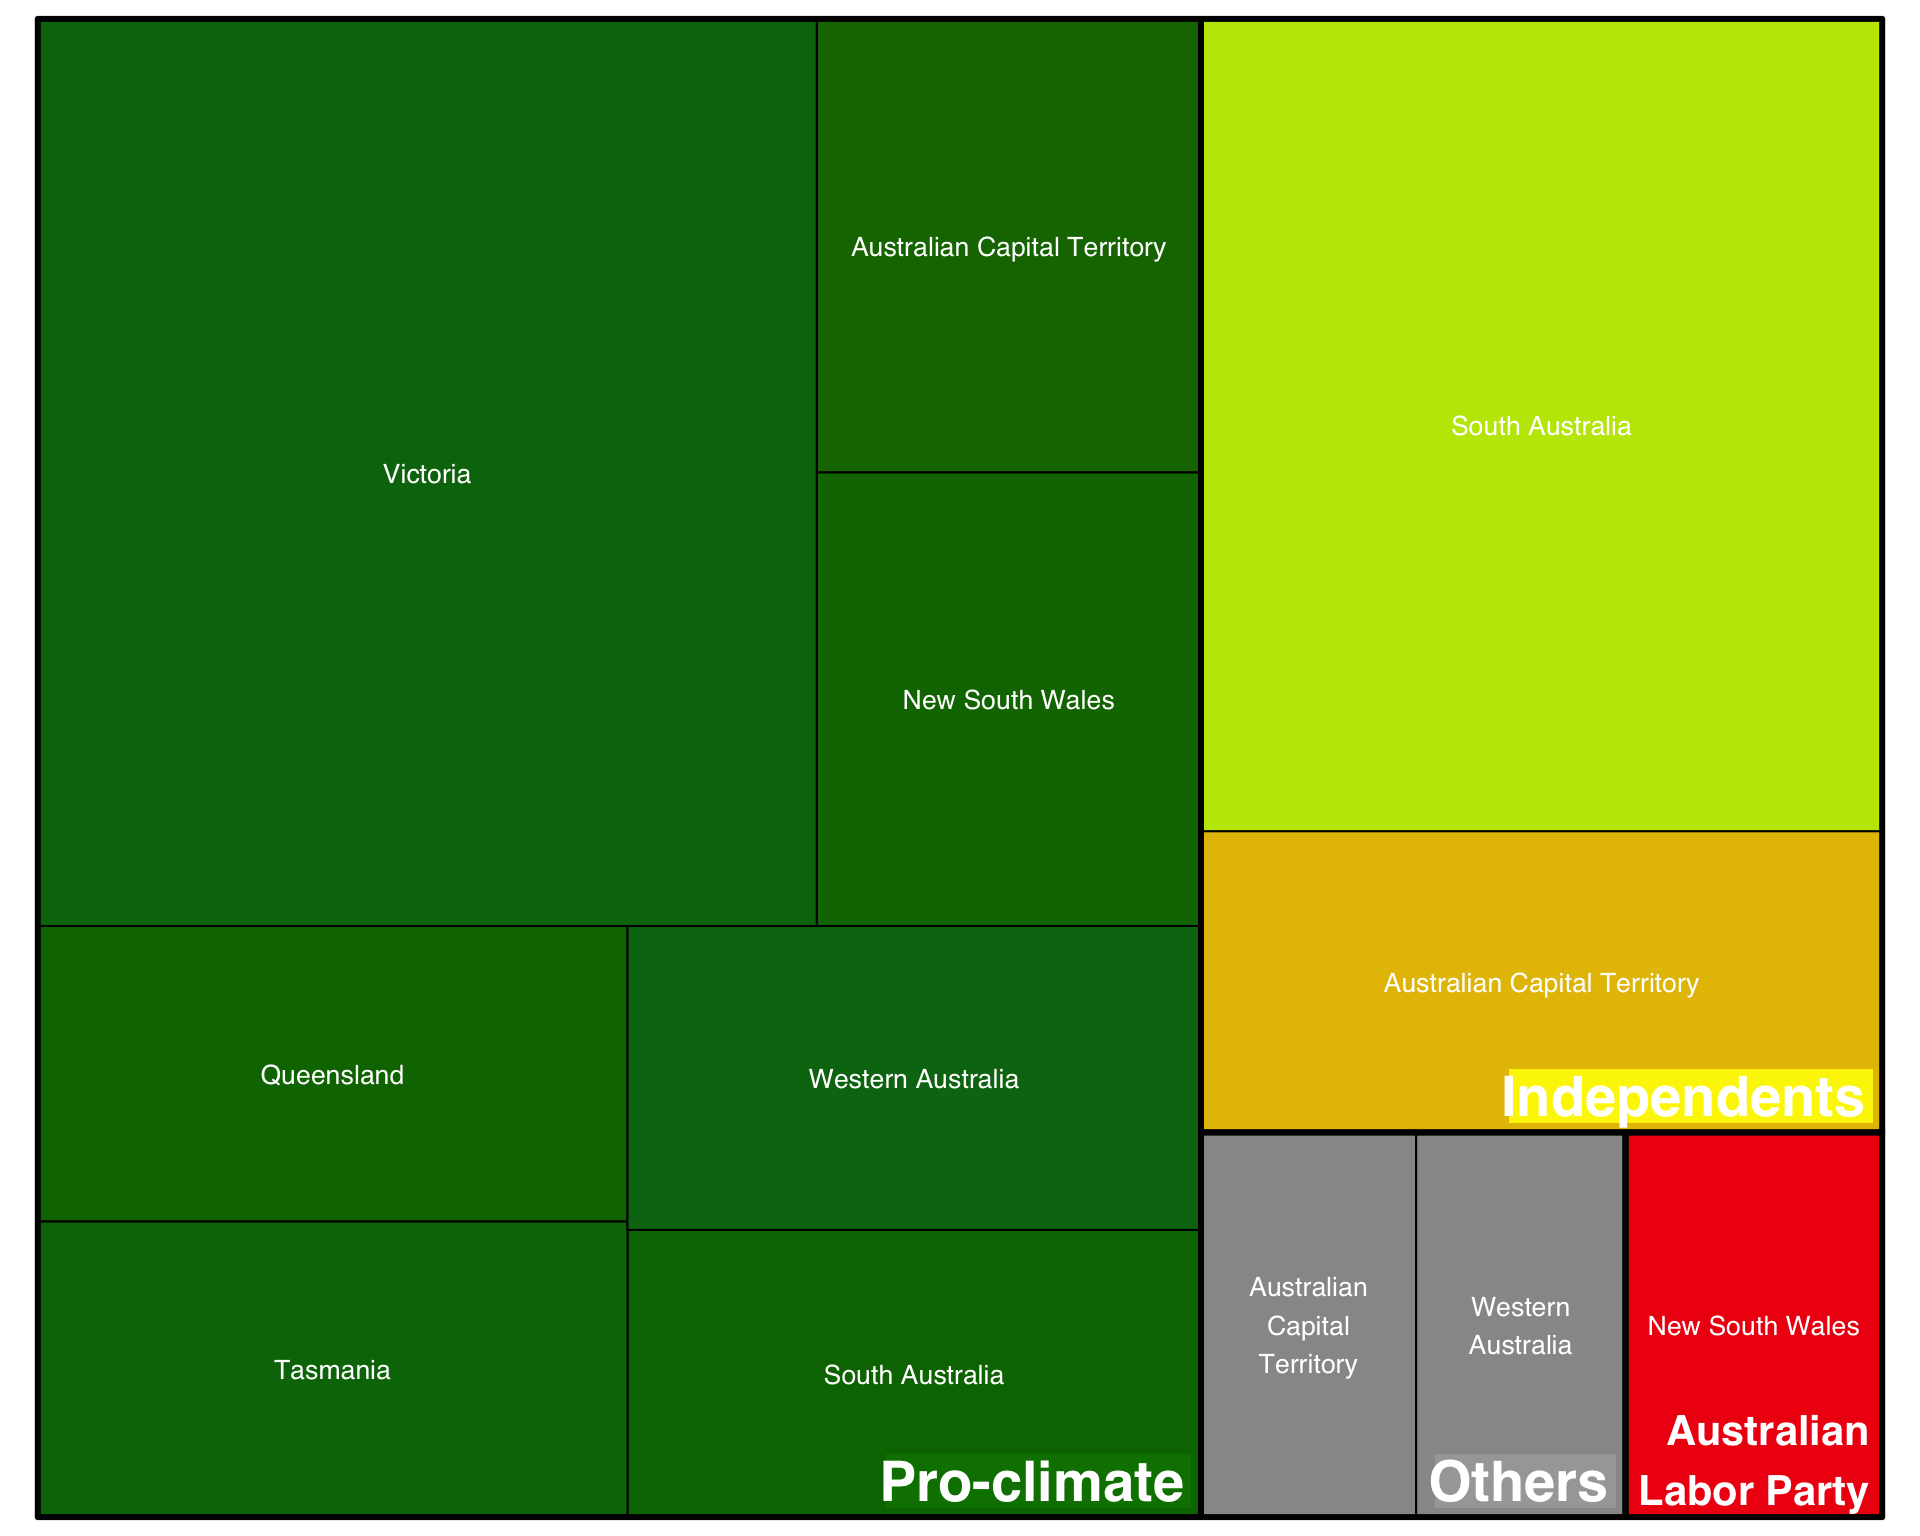 Victoria
Australian Capital Territory
New South Wales
Queensland
Western Australia
Tasmania
South Australia
Pro-climate
South Australia
Australian Capital Territory
Independents
Australian
Capital
Territory
Western
Australia
Others
New South Wales
Australian
Labor Party